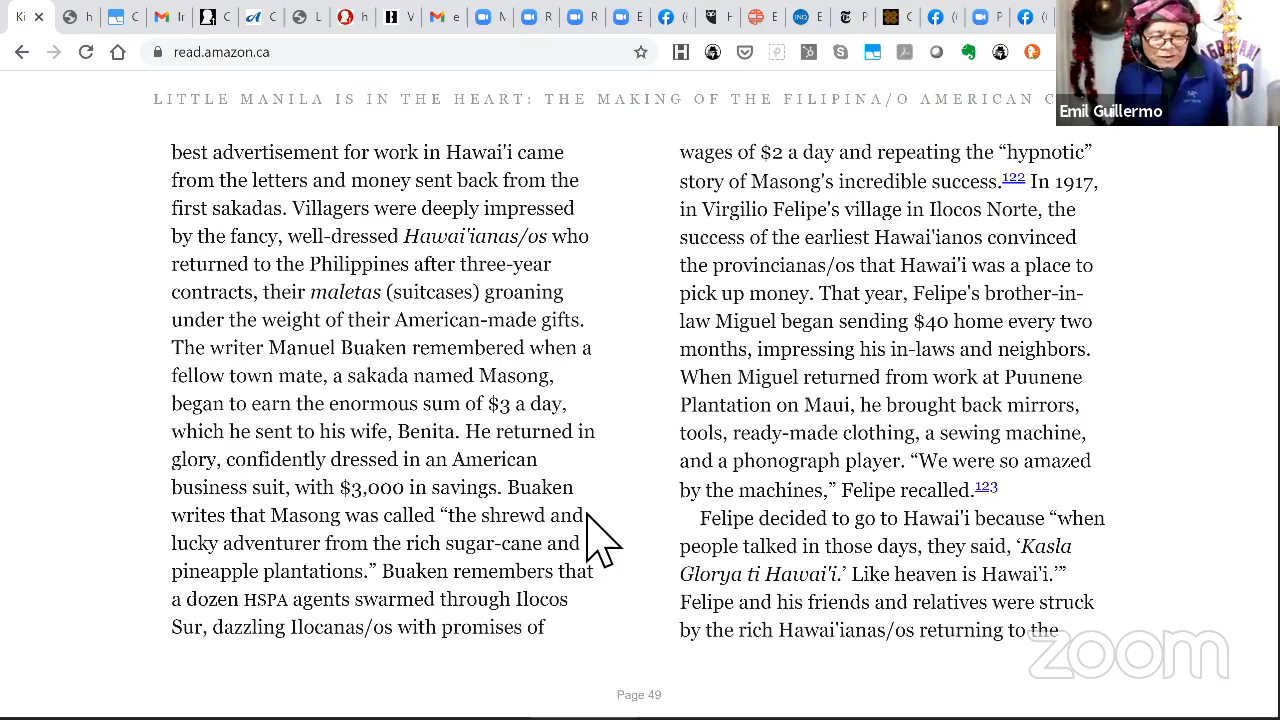 Ki
C
In
C
C
L
h
V
e
M
R
R
E
(
P
E
INQ
E
P
C
(
P
(
read.amazon.ca
Emil Guillermo
LITTLE MANILA IS IN THE HEART: THE MAKING OF THE FILIPINA/O AMERICAN C
best advertisement for work in Hawai'i came
from the letters and money sent back from the
first sakadas. Villagers were deeply impressed
by the fancy, well-dressed Hawai'ianas/os who
returned to the Philippines after three-year
contracts, their maletas (suitcases) groaning
under the weight of their American-made gifts.
The writer Manuel Buaken remembered when a
fellow town mate, a sakada named Masong,
began to earn the enormous sum of $3 a day,
which he sent to his wife, Benita. He returned in
glory, confidently dressed in an American
business suit, with $3,000 in savings. Buaken
writes that Masong was called “the shrewd and
lucky adventurer from the rich sugar-cane and
pineapple plantations.” Buaken remembers that
a dozen HSPA agents swarmed through Ilocos
Sur, dazzling Ilocanas/os with promises of
wages of $2 a day and repeating the “hypnotic”
story of Masong's incredible success.122 In 1917,
in Virgilio Felipe's village in Ilocos Norte, the
success of the earliest Hawai'ianos convinced
the provincianas/os that Hawai'i was a place to
pick up money. That year, Felipe's brother-in-
law Miguel began sending $40 home every two
months, impressing his in-laws and neighbors.
When Miguel returned from work at Puunene
Plantation on Maui, he brought back mirrors,
tools, ready-made clothing, a sewing machine,
and a phonograph player. “We were so amazed
by the machines,” Felipe recalled.123
Felipe decided to go to Hawai'i because “when
people talked in those days, they said, ‘Kasla
Glorya ti Hawai'i.’ Like heaven is Hawai'i.’”
Felipe and his friends and relatives were struck
by the rich Hawai'ianas/os returning to the
zoom
Page 49